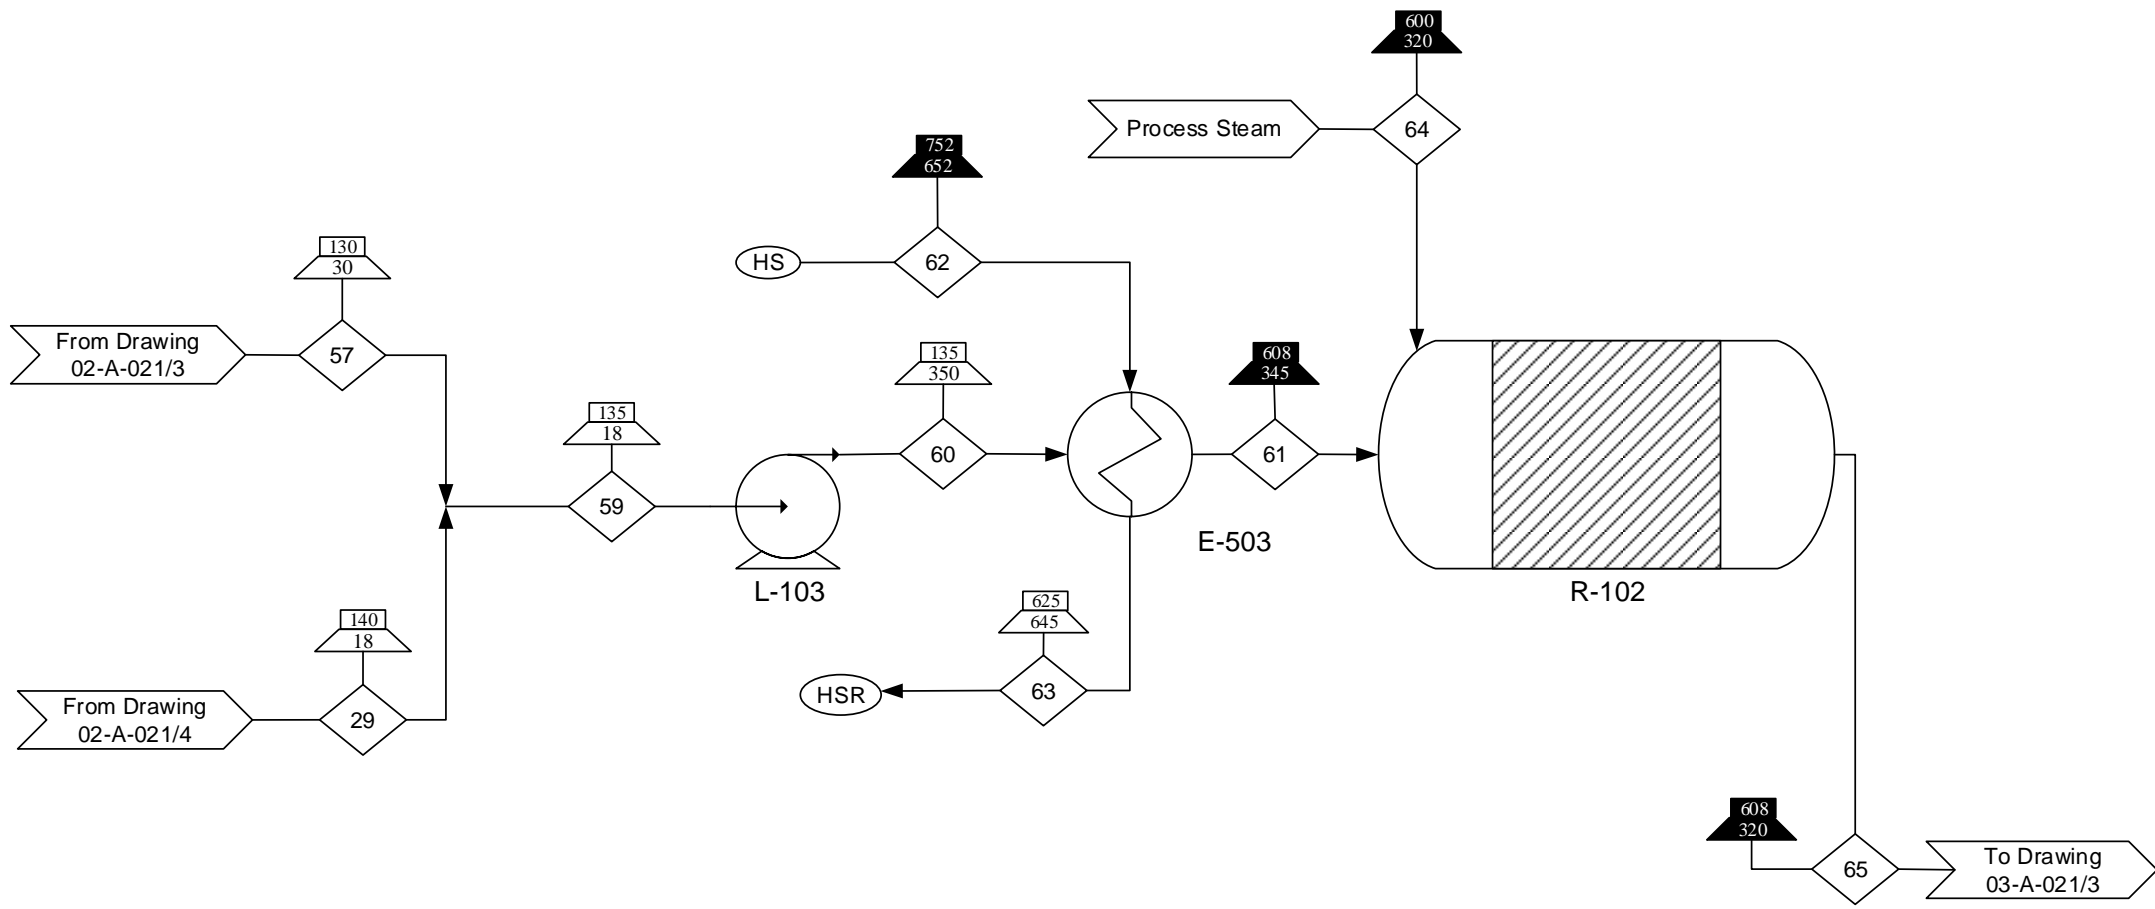 600
320
Process Steam
64
752
652
HS
62
130
30
From Drawing
02-A-021/3
57
135
350
60
608
345
61
135
18
59
L-103
E-503
R-102
625
645
HSR
63
140
18
From Drawing
02-A-021/4
29
608
320
65
To Drawing
03-A-021/3